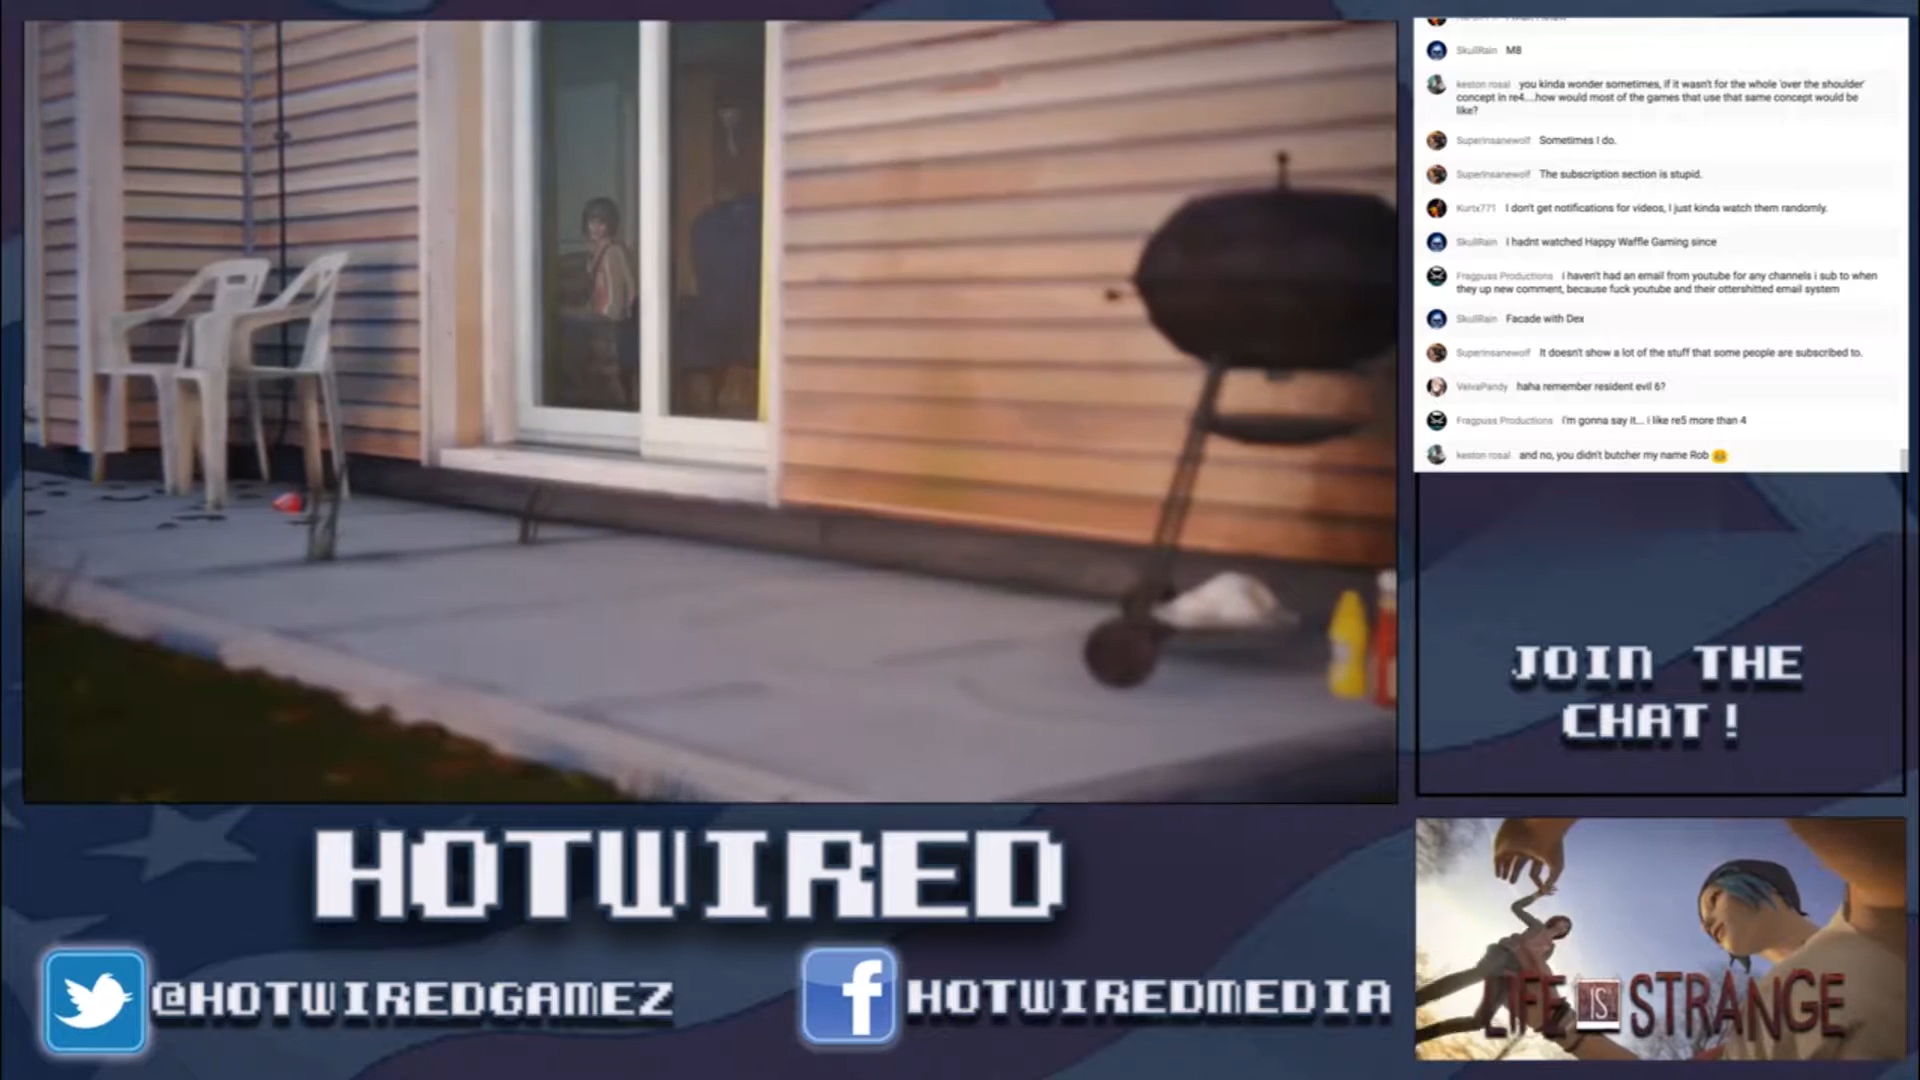 SkullRain M8
keston rosal you kinda wonder sometimes, if it wasn't for the whole 'over the shoulder'
concept in re4....how would most of the games that use that same concept would be
like?
SuperInsanewolf Sometimes I do.
SuperInsanewolf The subscription section is stupid.
Kurtx771 I don't get notifications for videos, I just kinda watch them randomly.
SkullRain I hadnt watched Happy Waffle Gaming since
Fragpuss Productions i haven't had an email from youtube for any channels i sub to when
they up new comment, because fuck youtube and their ottershitted email system
SkullRain Facade with Dex
SuperInsanewolf It doesn't show a lot of the stuff that some people are subscribed to.
VelvaPandy haha remember resident evil 6?
Fragpuss Productions i'm gonna say it... i like re5 more than 4
keston rosal and no, you didn't butcher my name Rob
JOIN THE
CHAT!
HOTWIRED
@HOTWIREDGAMEZ
f HOTWIREDMEDIA
LIFE IS STRANGE